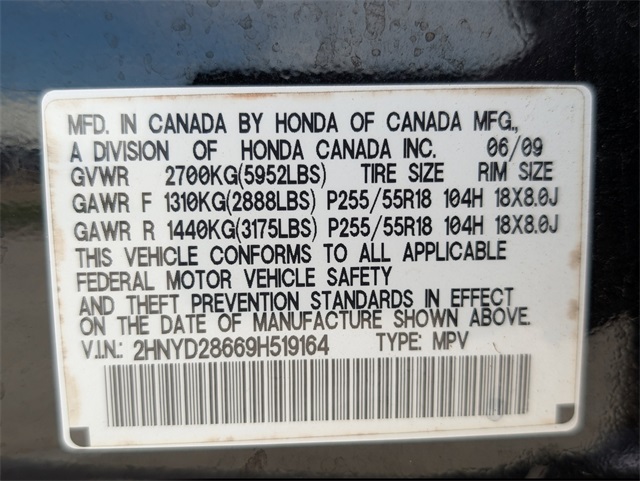 MFD. IN CANADA BY HONDA OF CANADA MFG.,
A DIVISION OF HONDA CANADA INC. 06/09
GVWR 2700KG(5952LBS) TIRE SIZE RIM SIZE
GAWR F 1310KG(2888LBS) P255/55R18 104H 18X8.0J
GAWR R 1440KG(3175LBS) P255/55R18 104H 18X8.0J
THIS VEHICLE CONFORMS TO ALL APPLICABLE
FEDERAL MOTOR VEHICLE SAFETY
AND THEFT PREVENTION STANDARDS IN EFFECT
ON THE DATE OF MANUFACTURE SHOWN ABOVE.
V.I.N.: 2HNYD28669H519164 TYPE: MPV